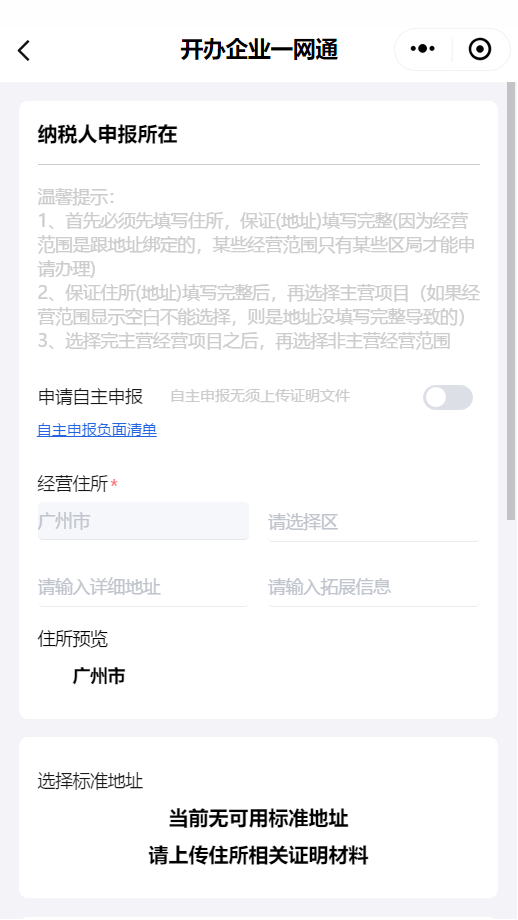 开办企业一网通
纳税人申报所在
温馨提示：
1、首先必须先填写住所，保证(地址)填写完整(因为经营
范围是跟地址绑定的，某些经营范围只有某些区局才能申
请办理)
2、保证住所(地址)填写完整后，再选择主营项目（如果经
营范围显示空白不能选择，则是地址没填写完整导致的）
3、选择完主营经营项目之后，再选择非主营经营范围
申请自主申报 自主申报无须上传证明文件
自主申报负面清单
经营住所*
广州市 请选择区
请输入详细地址 请输入拓展信息
住所预览
广州市
选择标准地址
当前无可用标准地址
请上传住所相关证明材料